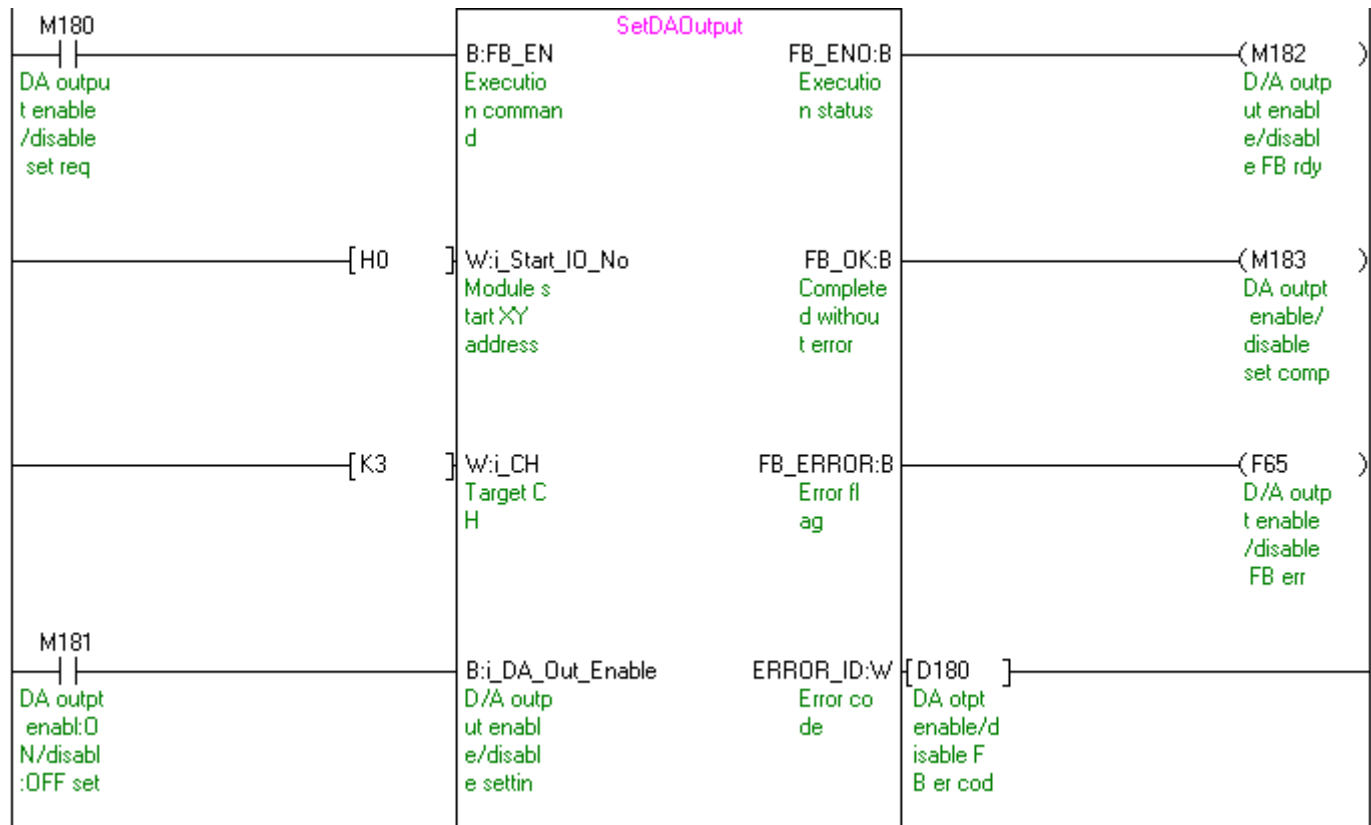 M180
SetDAOutput
B:FB_EN
FB_ENO:B
(M182 )
DA outpu
t enable
/disable
set req
Executio
n comman
d
Executio
n status
D/A outp
ut enabl
e/disabl
e FB rdy
[H0 ]
W:i_Start_IO_No
FB_OK:B
(M183 )
Module s
tart XY
address
Complete
d withou
t error
DA outpt
enable/
disable
set comp
[K3 ]
W:i_CH
FB_ERROR:B
(F65 )
Target C
H
Error fl
ag
D/A outp
t enable
/disable
FB err
M181
B:i_DA_Out_Enable
ERROR_ID:W
[D180 ]
DA outpt
enabl:O
N/disabl
:OFF set
D/A outp
ut enabl
e/disabl
e settin
Error co
de
DA otpt
enable/d
isable F
B er cod